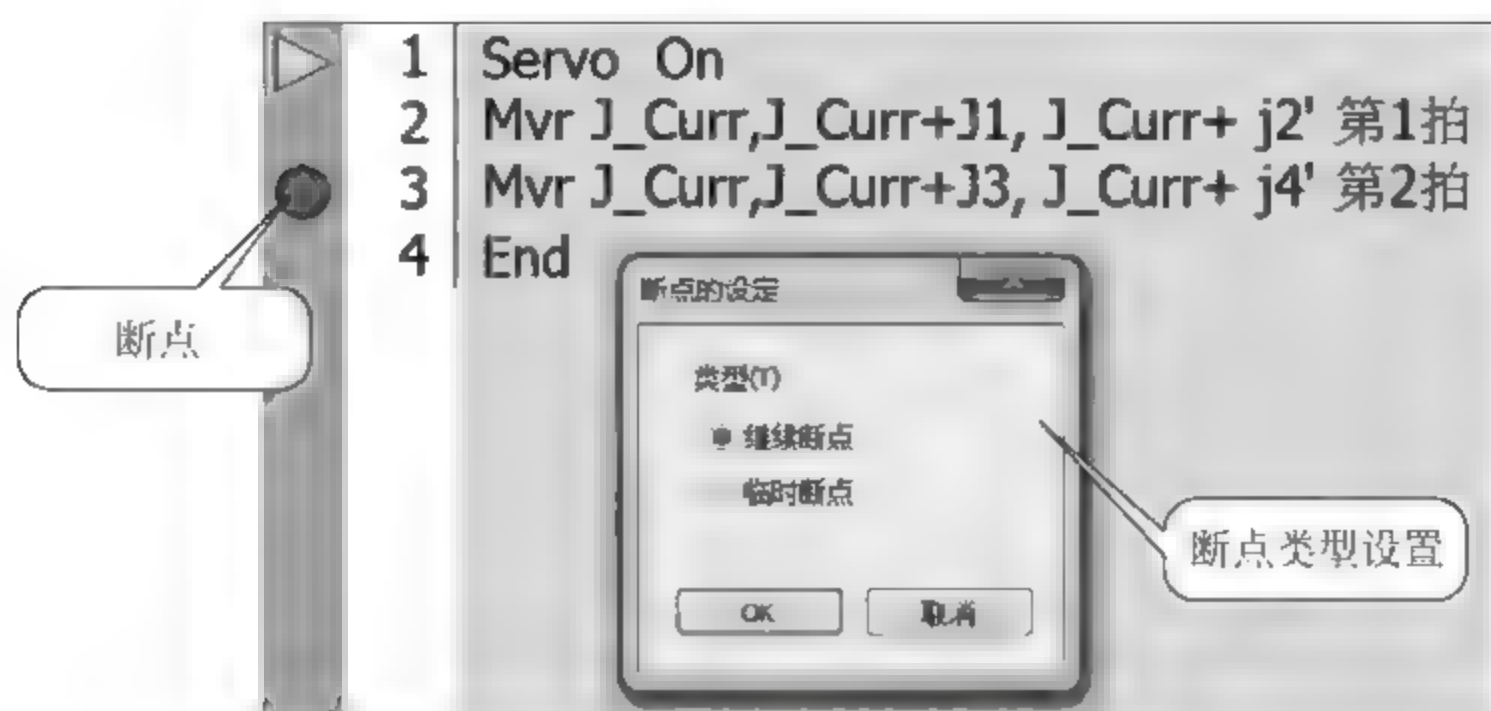 1 Servo On
2 Mvr J_Curr,J_Curr+J1, J_Curr+ j2' 第1拍
3 Mvr J_Curr,J_Curr+J3, J_Curr+ j4' 第2拍
4 End
断点
断点的设定
类型(T)
继续断点
临时断点
OK 取消
断点类型设置